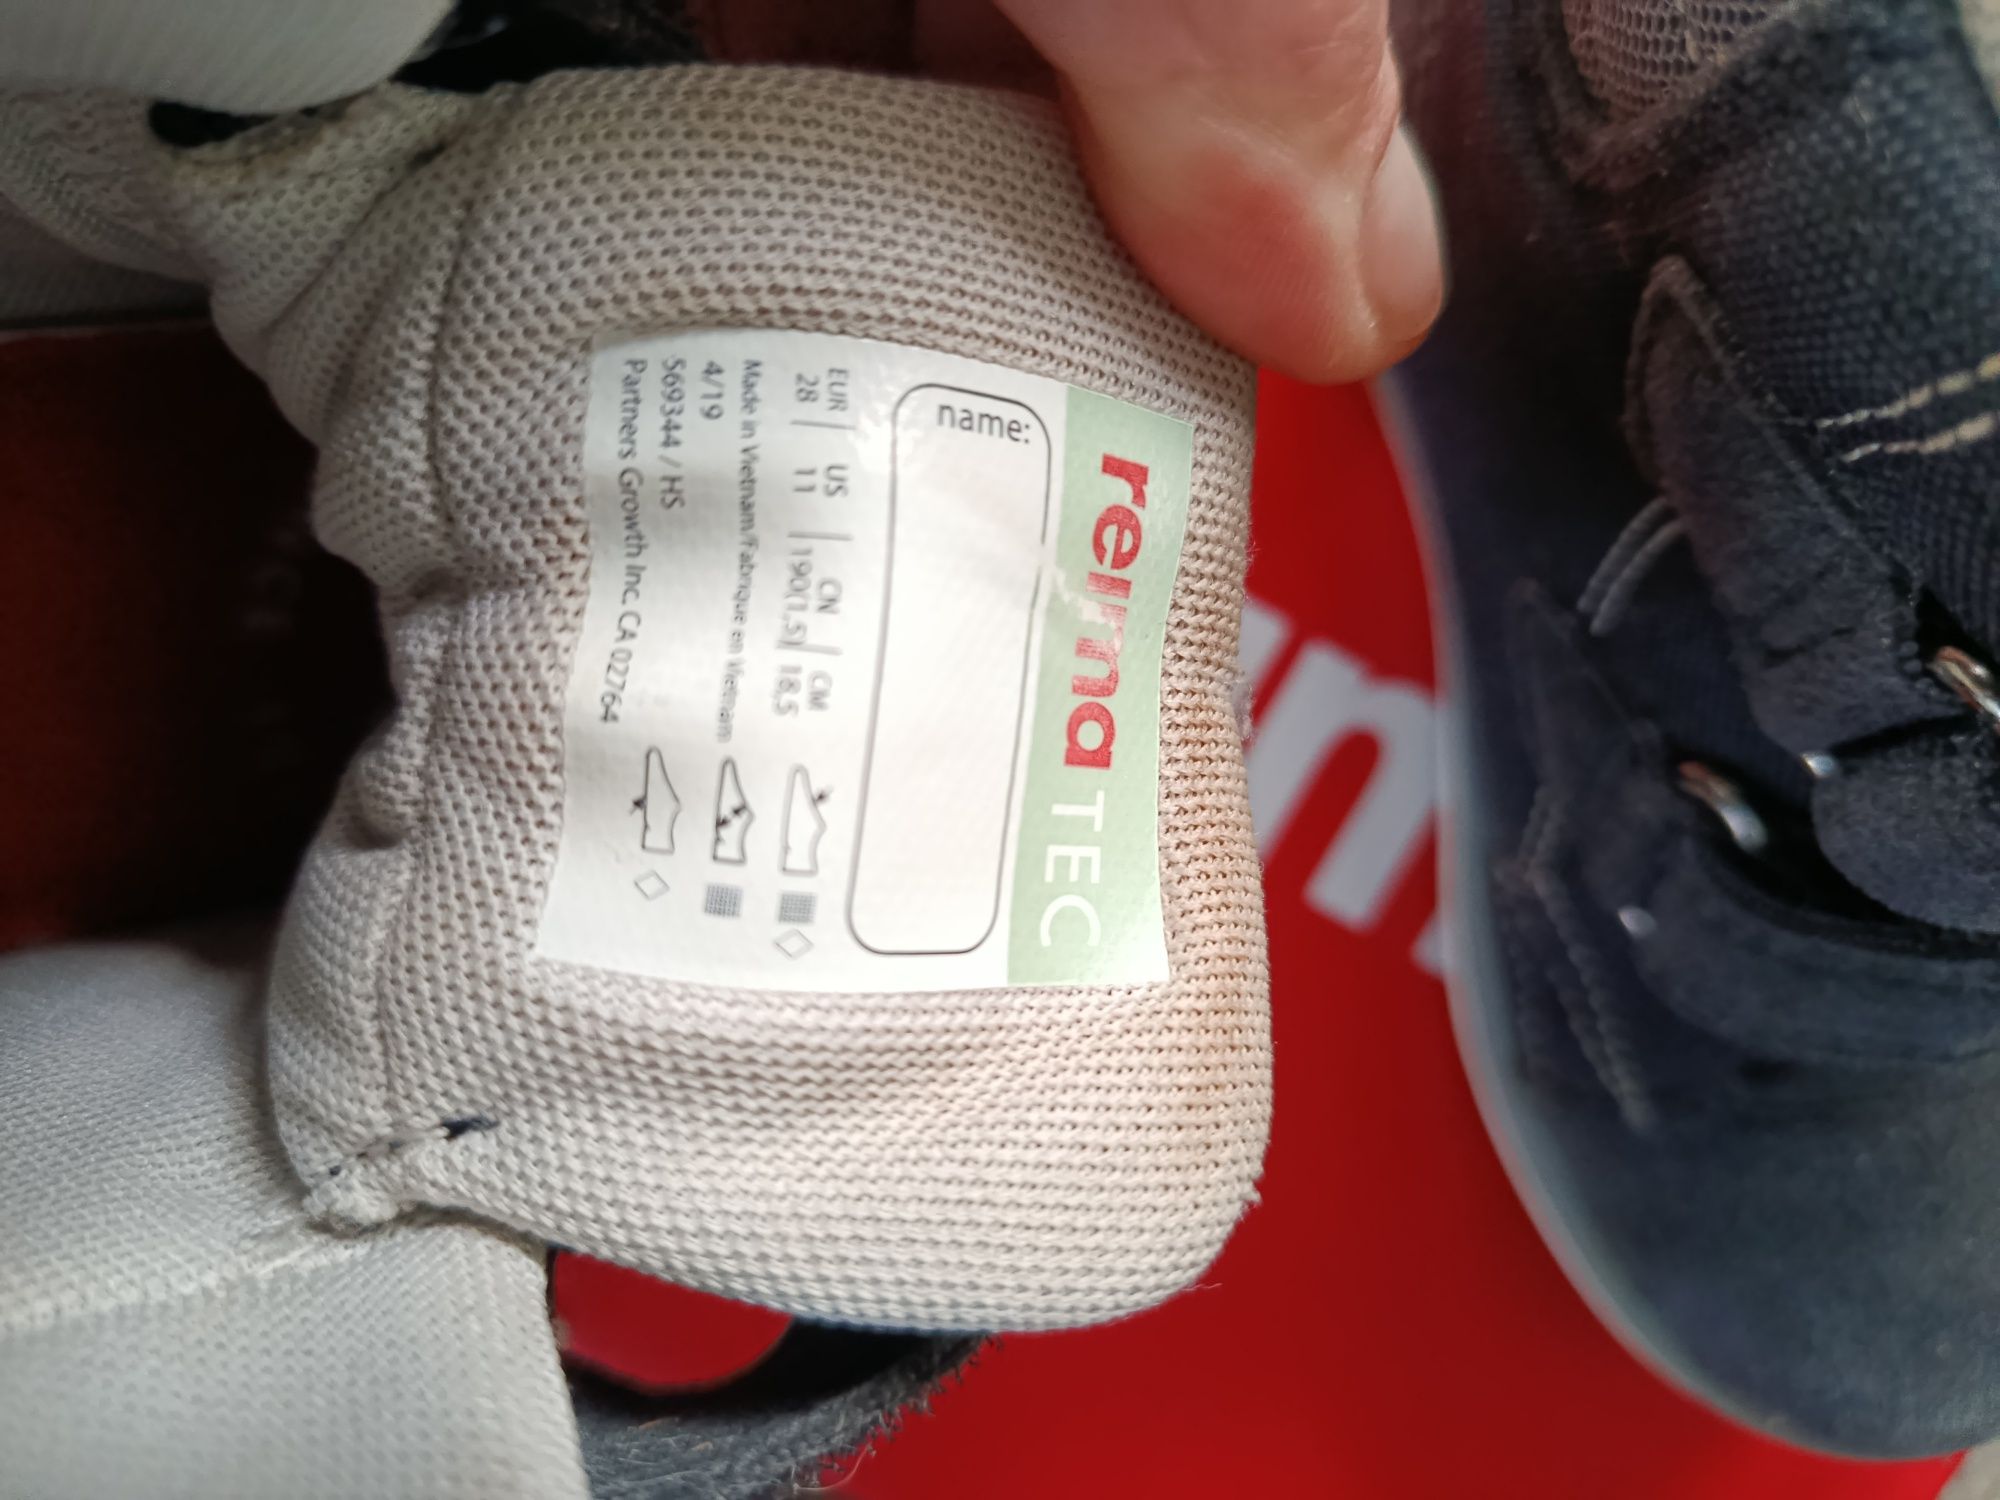 reima TEC
name:
EUR | US | CN | CM
28 | 11 | 190(1,5) | 18,5
Made in Vietnam/Fabriqué en Vietnam
4/19
569344 / HS
Partners Growth Inc. CA 02764